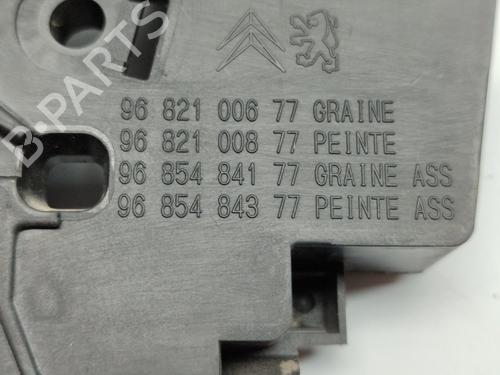 B-PARTS
96 821 006 77 GRAINE
96 821 008 77 PEINTE
96 854 841 77 GRAINE ASS
96 854 843 77 PEINTE ASS